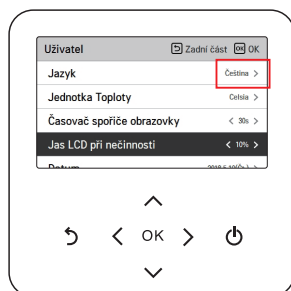 Uživatel Zadní část OK OK
Jazyk Čeština >
Jednotka Toploty Celsia >
Časovač spořiče obrazovky < 30s >
Jas LCD při nečinnosti < 10% >
Datum
OK